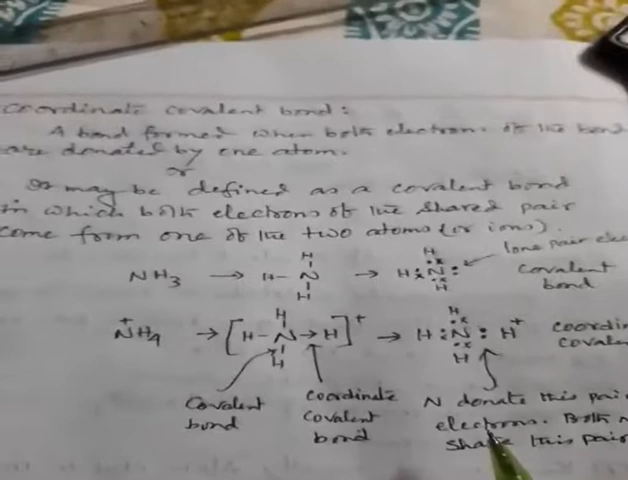 coordinate covalent bond:
A bond formed when both electrons of the bond
are donated by one atom.
or
It may be defined as a covalent bond
in which both electrons of the shared pair
come from one of the two atoms (or ions).
H
lone pair
NH3 → H - N → H N : covalent
H bond
H
H
NH4+ → [H - N → H]+ → H : N : H+
H
covalent
bond
coordinate
covalent
bond
N donate this
electrons. Both
share this pair